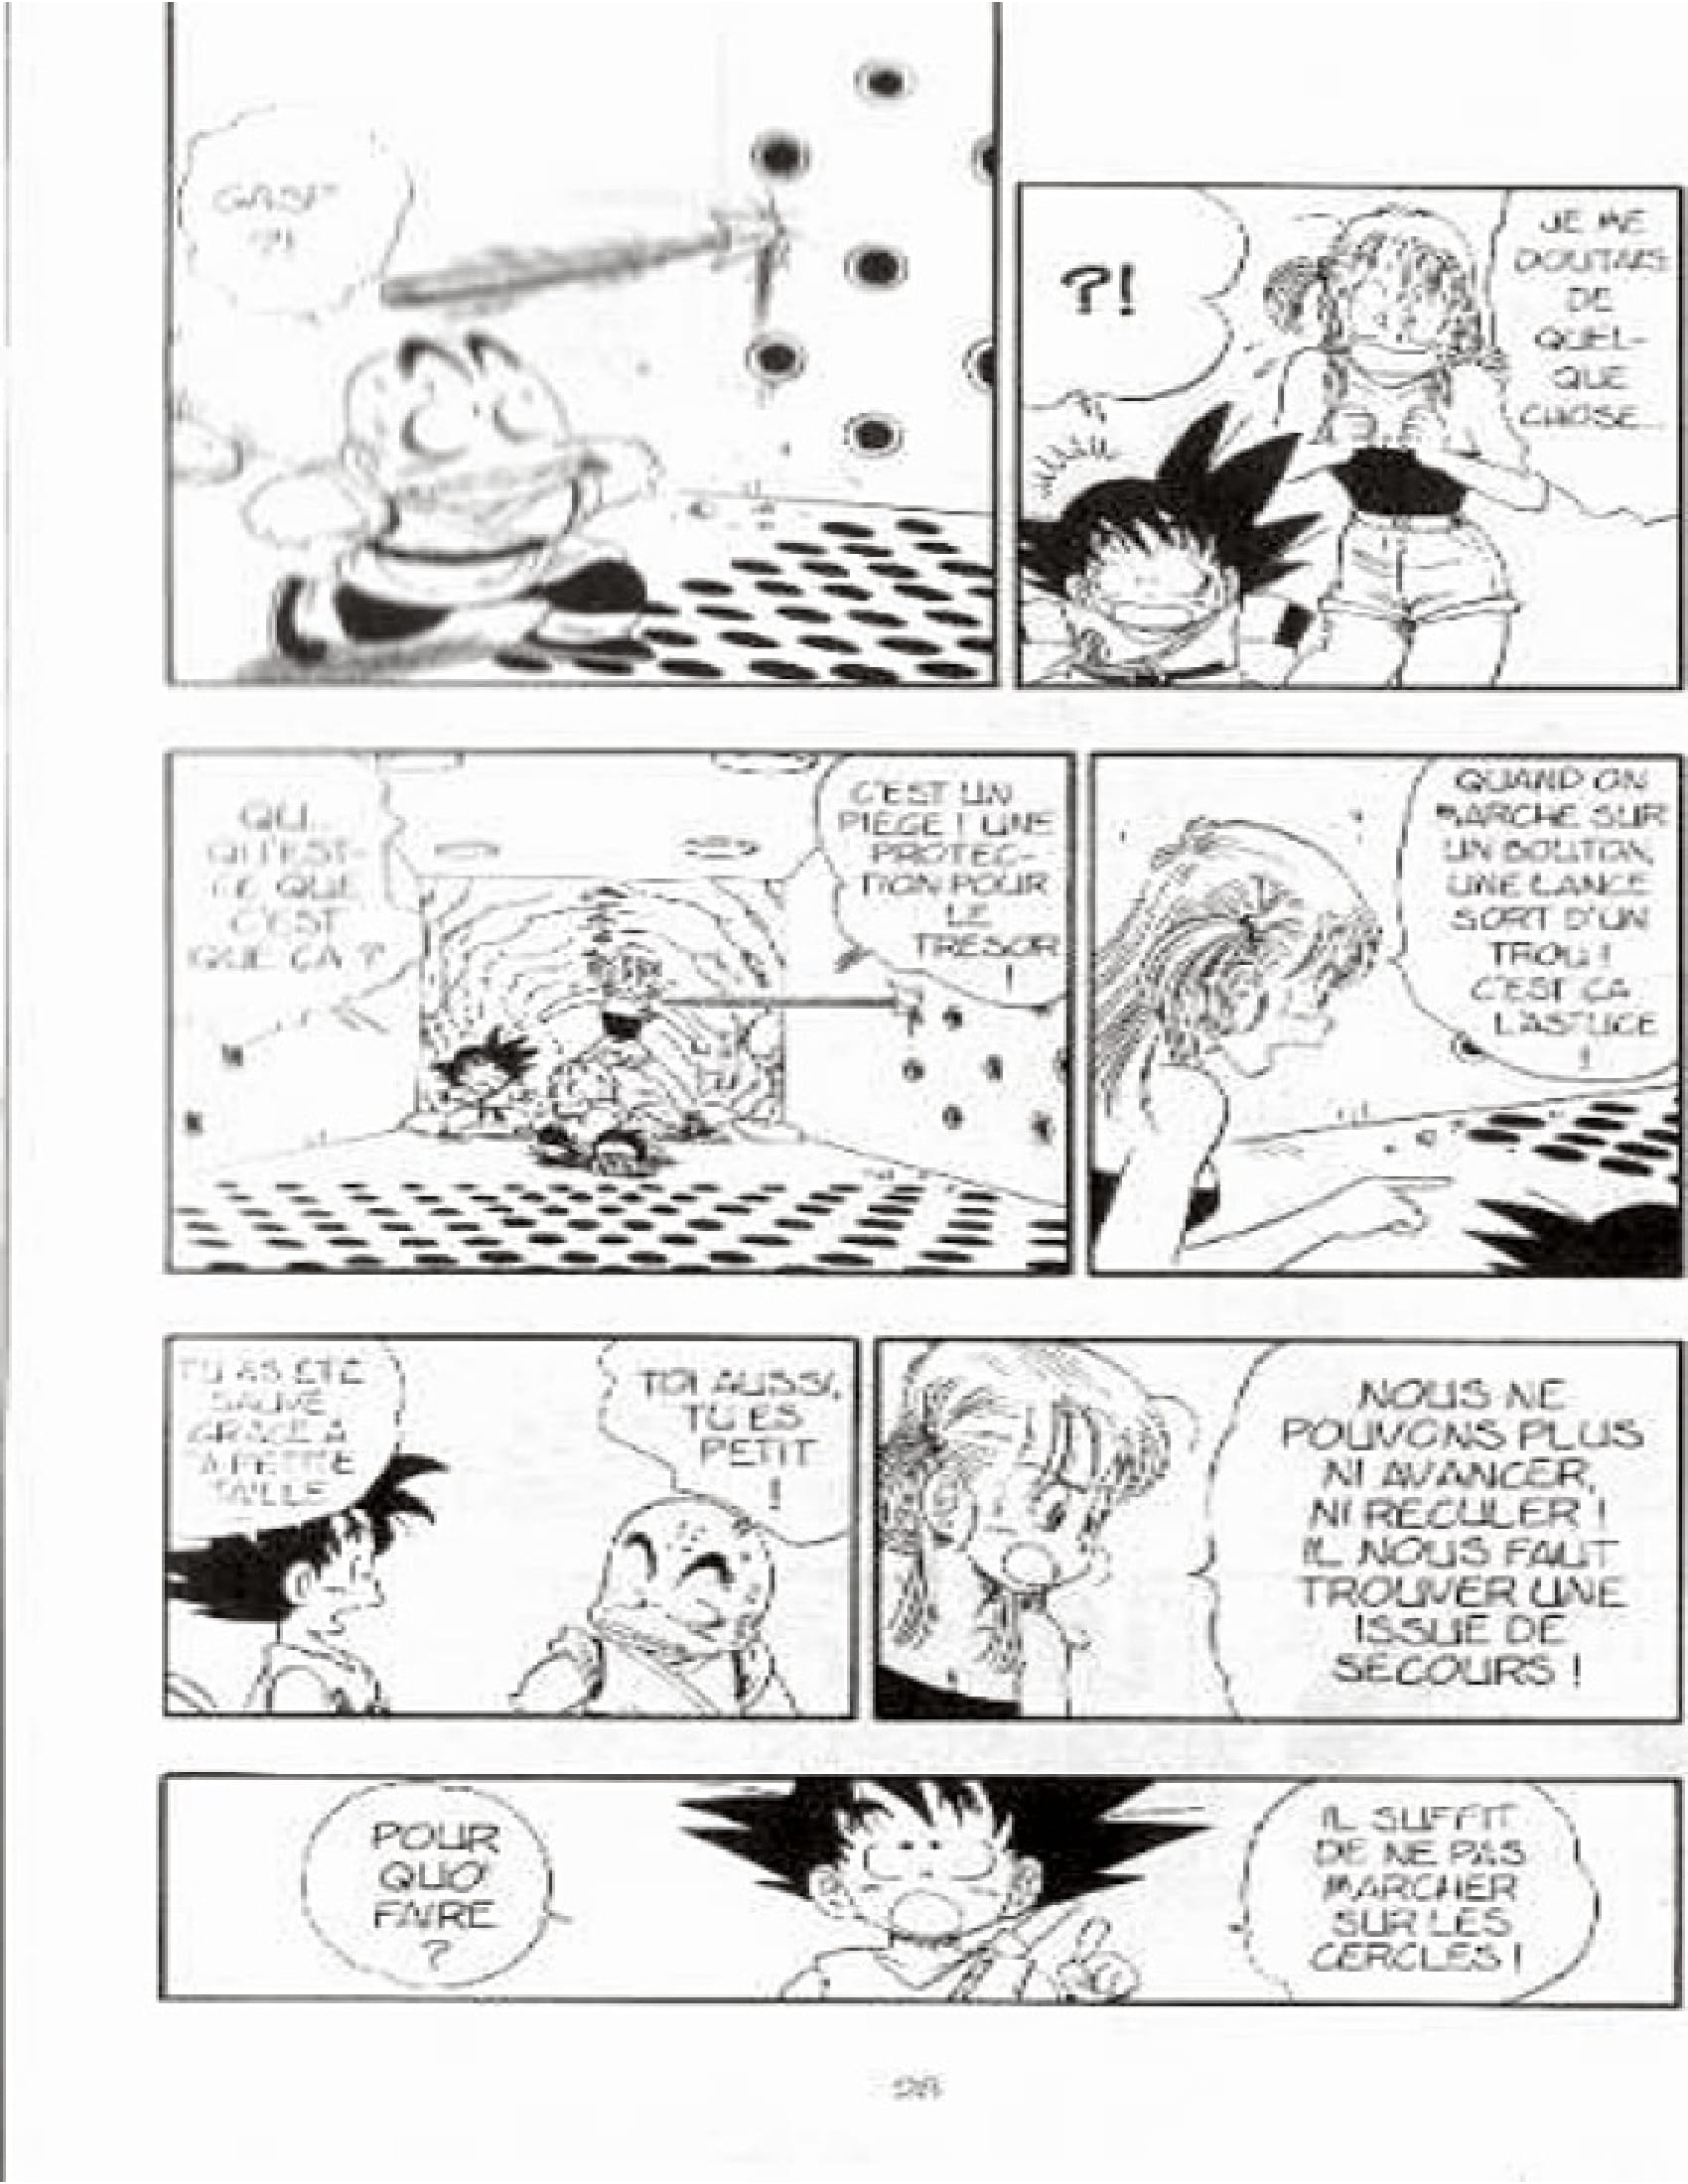 GASP
?!
?!
JE ME
DOUTAIS
DE
QUEL-
QUE
CHOSE...
QU...
QU'EST-
CE QUE
C'EST
QUE ÇA ?
C'EST UN
PIÈGE ! UNE
PROTEC-
TION POUR
LE
TRÉSOR
!
QUAND ON
MARCHE SUR
UN BOUTON,
UNE LANCE
SORT D'UN
TROU !
C'EST ÇA
L'ASTUCE
!
TU AS ÉTÉ
SAUVÉ
GRÂCE À
TA PETITE
TAILLE
TOI AUSSI,
TU ES
PETIT
!
NOUS NE
POUVONS PLUS
NI AVANCER,
NI RECULER !
IL NOUS FAUT
TROUVER UNE
ISSUE DE
SECOURS !
POUR
QUOI
FAIRE
?
IL SUFFIT
DE NE PAS
MARCHER
SUR LES
CERCLES !